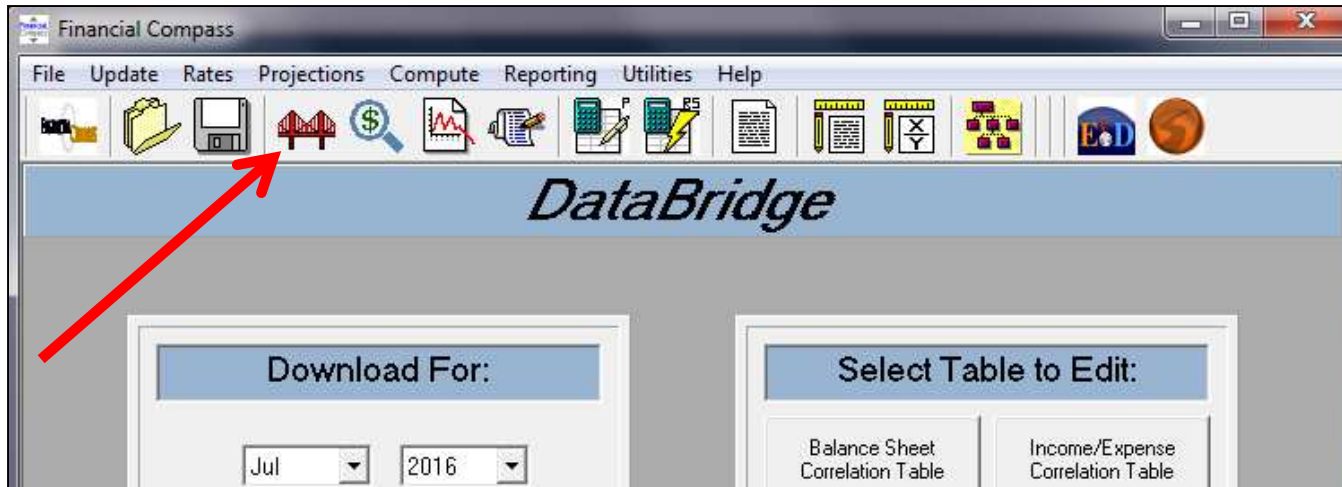 Financial Compass
File Update Rates Projections Compute Reporting Utilities Help
P
RS
X
Y
DataBridge
Download For:
Select Table to Edit:
Jul
2016
Balance Sheet
Correlation Table
Income/Expense
Correlation Table